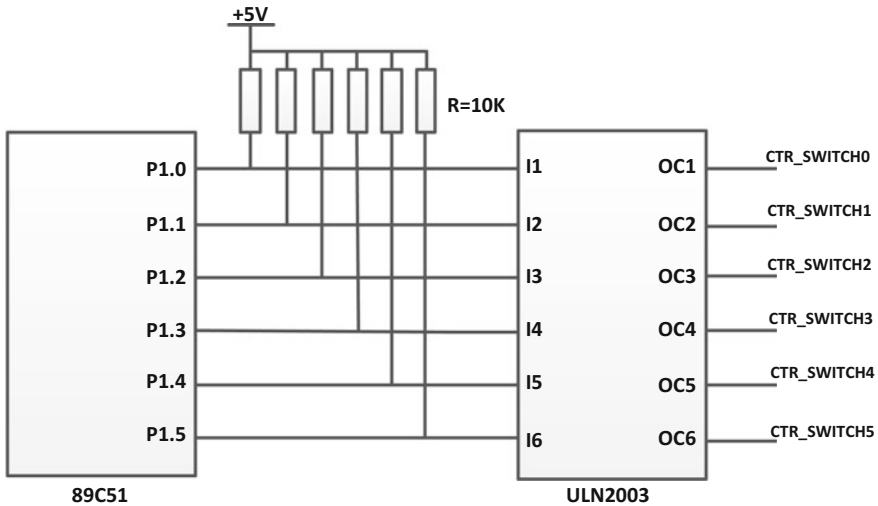 +5V
R=10K
P1.0
P1.1
P1.2
P1.3
P1.4
P1.5
89C51
I1
I2
I3
I4
I5
I6
OC1
OC2
OC3
OC4
OC5
OC6
ULN2003
CTR_SWITCH0
CTR_SWITCH1
CTR_SWITCH2
CTR_SWITCH3
CTR_SWITCH4
CTR_SWITCH5